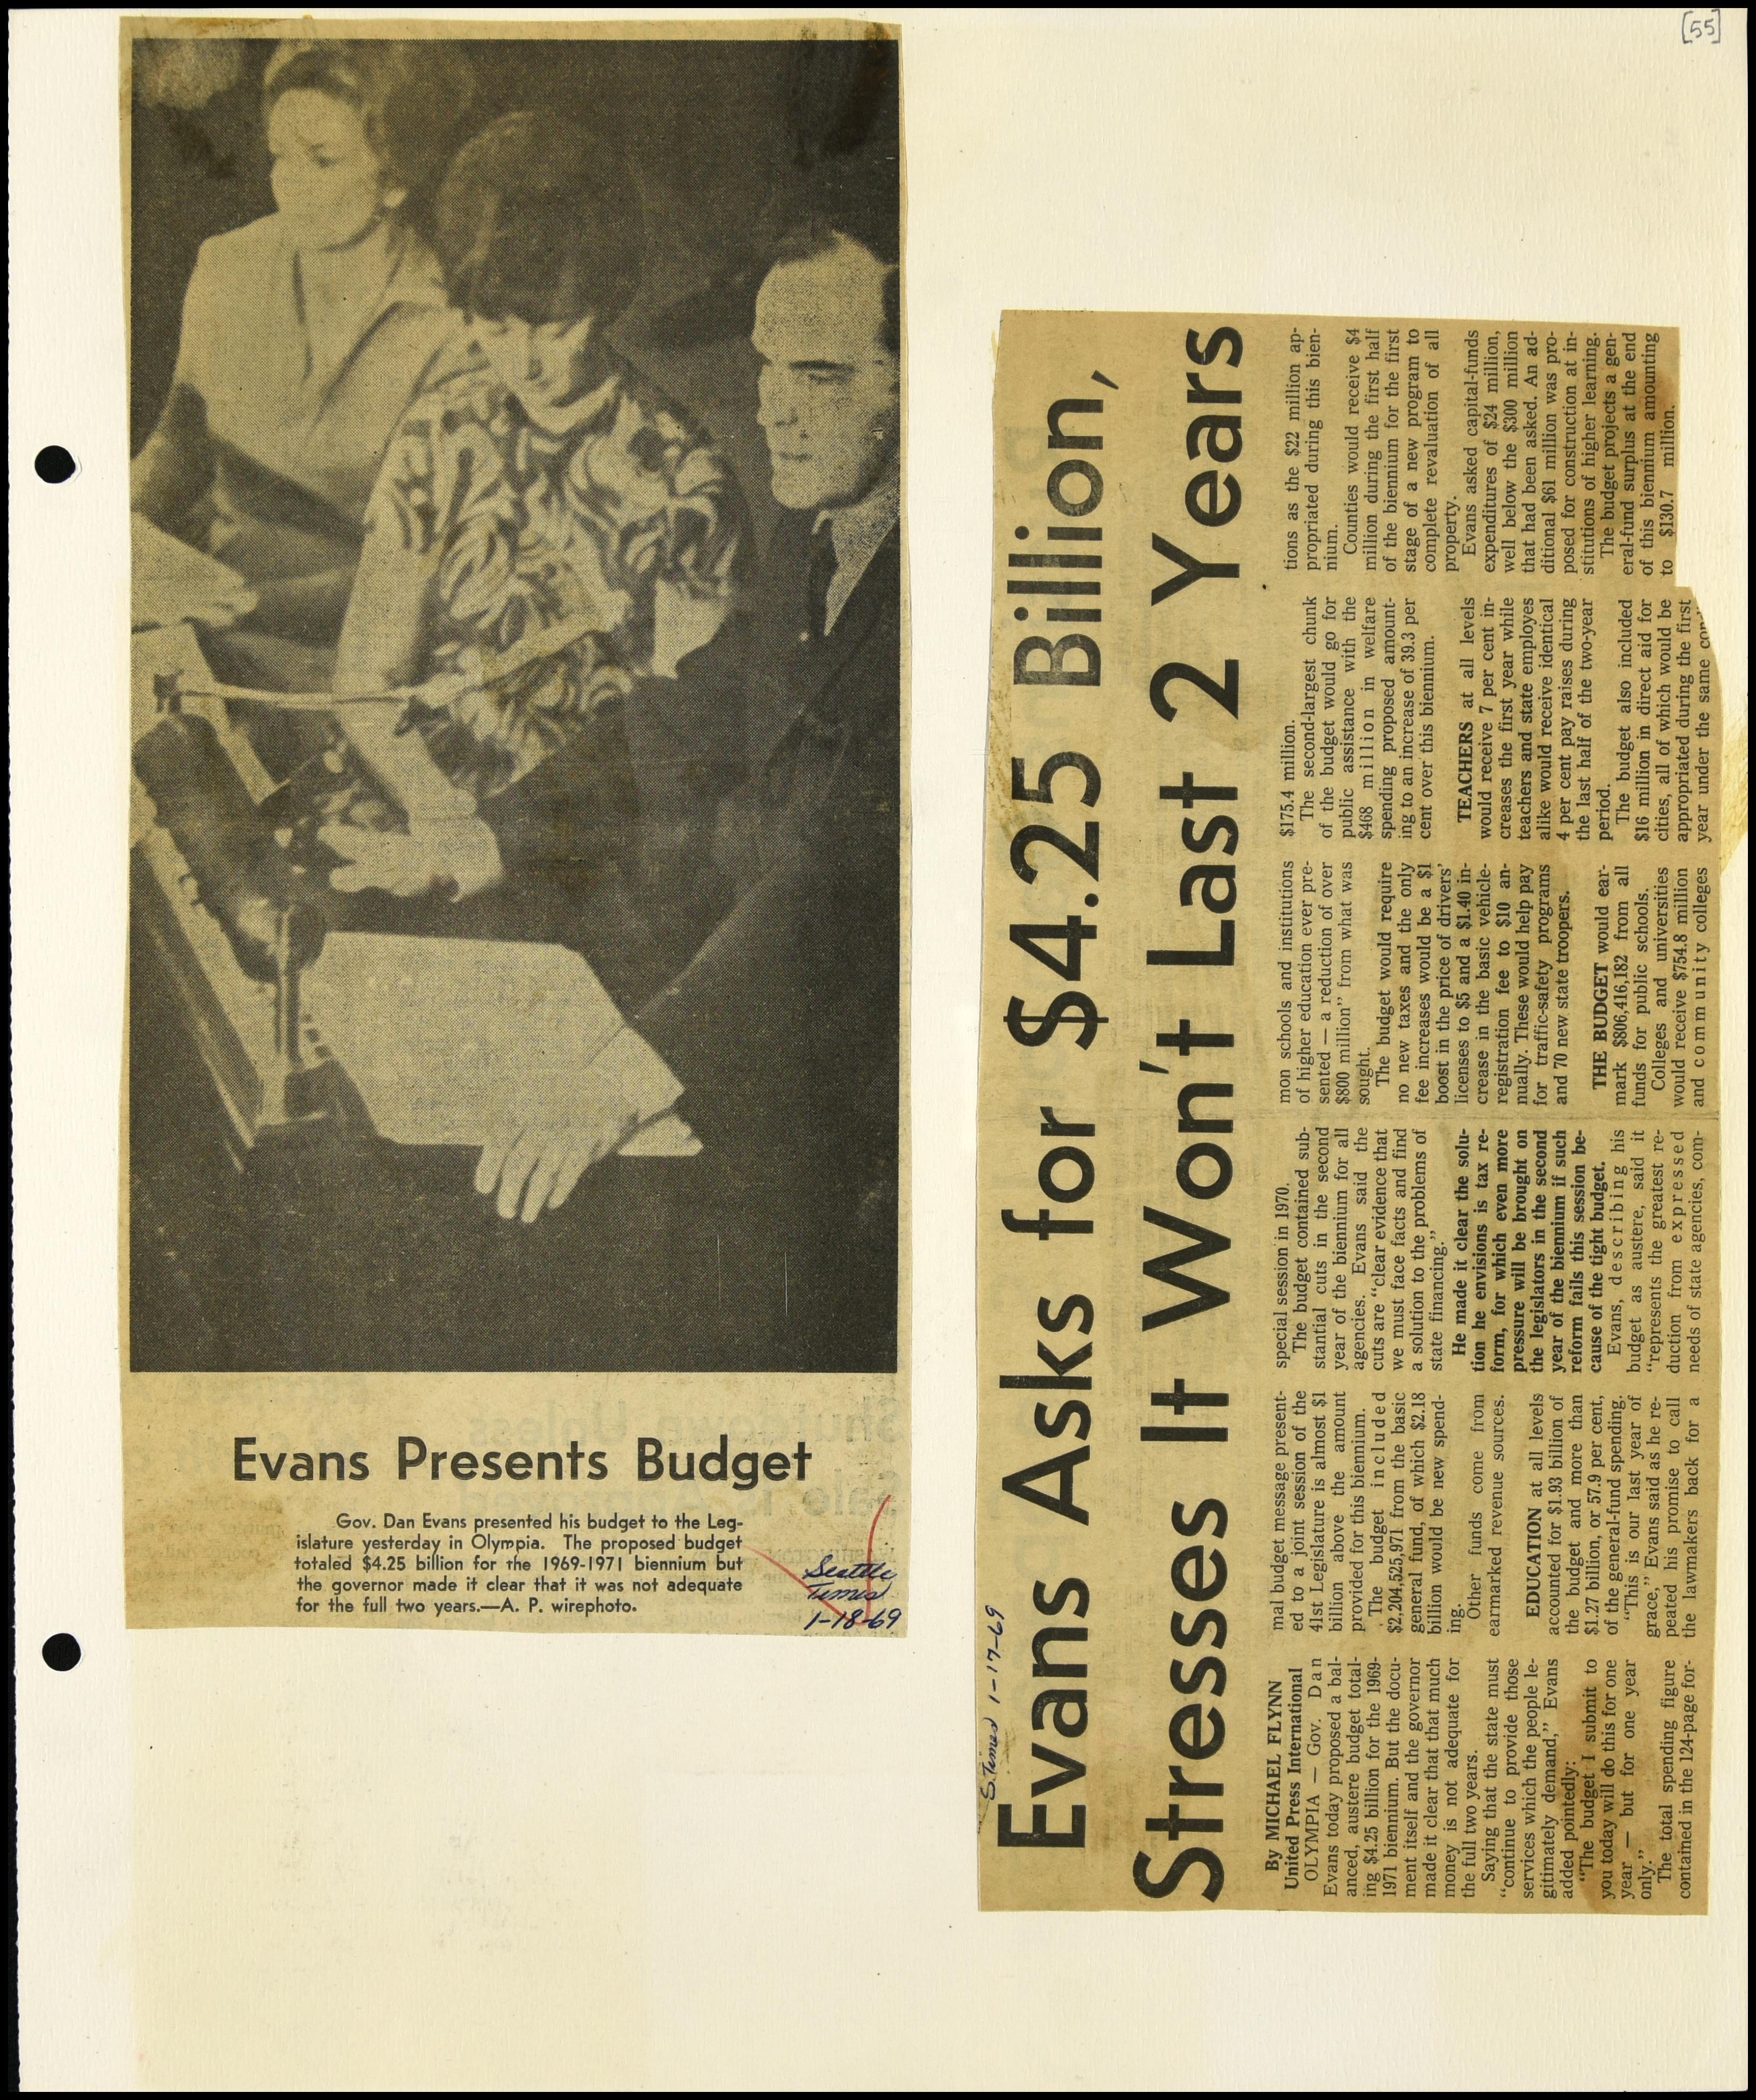 [55]
Evans Presents Budget
Gov. Dan Evans presented his budget to the Leg-
islature yesterday in Olympia. The proposed budget
totaled $4.25 billion for the 1969-1971 biennium but
the governor made it clear that it was not adequate
for the full two years.—A. P. wirephoto.
Seattle
Times
1-18-69
S. Times 1-17-69
Evans Asks for $4.25 Billion,
Stresses It Won't Last 2 Years
By MICHAEL FLYNN
United Press International
OLYMPIA — Gov. Dan
Evans today proposed a bal-
anced, austere budget total-
ing $4.25 billion for the 1969-
1971 biennium. But the docu-
ment itself and the governor
made it clear that that much
money is not adequate for
the full two years.
Saying that the state must
"continue to provide those
services which the people le-
gitimately demand," Evans
added pointedly:
"The budget I submit to
you today will do this for one
year — but for one year
only."
The total spending figure
contained in the 124-page for-
mal budget message present-
ed to a joint session of the
41st Legislature is almost $1
billion above the amount
provided for this biennium.
The budget included
$2,204,525,971 from the basic
general fund, of which $2.18
billion would be new spend-
ing.
Other funds come from
earmarked revenue sources.
EDUCATION at all levels
accounted for $1.93 billion of
the budget and more than
$1.27 billion, or 57.9 per cent,
of the general-fund spending.
"This is our last year of
grace," Evans said as he re-
peated his promise to call
the lawmakers back for a
special session in 1970.
The budget contained sub-
stantial cuts in the second
year of the biennium for all
agencies. Evans said the
cuts are "clear evidence that
we must face facts and find
a solution to the problems of
state financing."
He made it clear the solu-
tion he envisions is tax re-
form, for which even more
pressure will be brought on
the legislators in the second
year of the biennium if such
reform fails this session be-
cause of the tight budget.
Evans, describing his
budget as austere, said it
"represents the greatest re-
duction from expressed
needs of state agencies, com-
mon schools and institutions
of higher education ever pre-
sented — a reduction of over
$800 million" from what was
sought.
The budget would require
no new taxes and the only
fee increases would be a $1
boost in the price of drivers'
licenses to $5 and a $1.40 in-
crease in the basic vehicle-
registration fee to $10 an-
nually. These would help pay
for traffic-safety programs
and 70 new state troopers.
THE BUDGET would ear-
mark $806,416,182 from all
funds for public schools.
Colleges and universities
would receive $754.8 million
and community colleges
$175.4 million.
The second-largest chunk
of the budget would go for
public assistance with the
$468 million in welfare
spending proposed amount-
ing to an increase of 39.3 per
cent over this biennium.
TEACHERS at all levels
would receive 7 per cent in-
creases the first year while
teachers and state employes
alike would receive identical
4 per cent pay raises during
the last half of the two-year
period.
The budget also included
$16 million in direct aid for
cities, all of which would be
appropriated during the first
year under the same
tions as the $22 million ap-
propriated during this bien-
nium.
Counties would receive $4
million during the first half
of the biennium for the first
stage of a new program to
complete revaluation of all
property.
Evans asked capital-funds
expenditures of $24 million,
well below the $300 million
that had been asked. An ad-
ditional $61 million was pro-
posed for construction at in-
stitutions of higher learning.
The budget projects a gen-
eral-fund surplus at the end
of this biennium amounting
to $130.7 million.